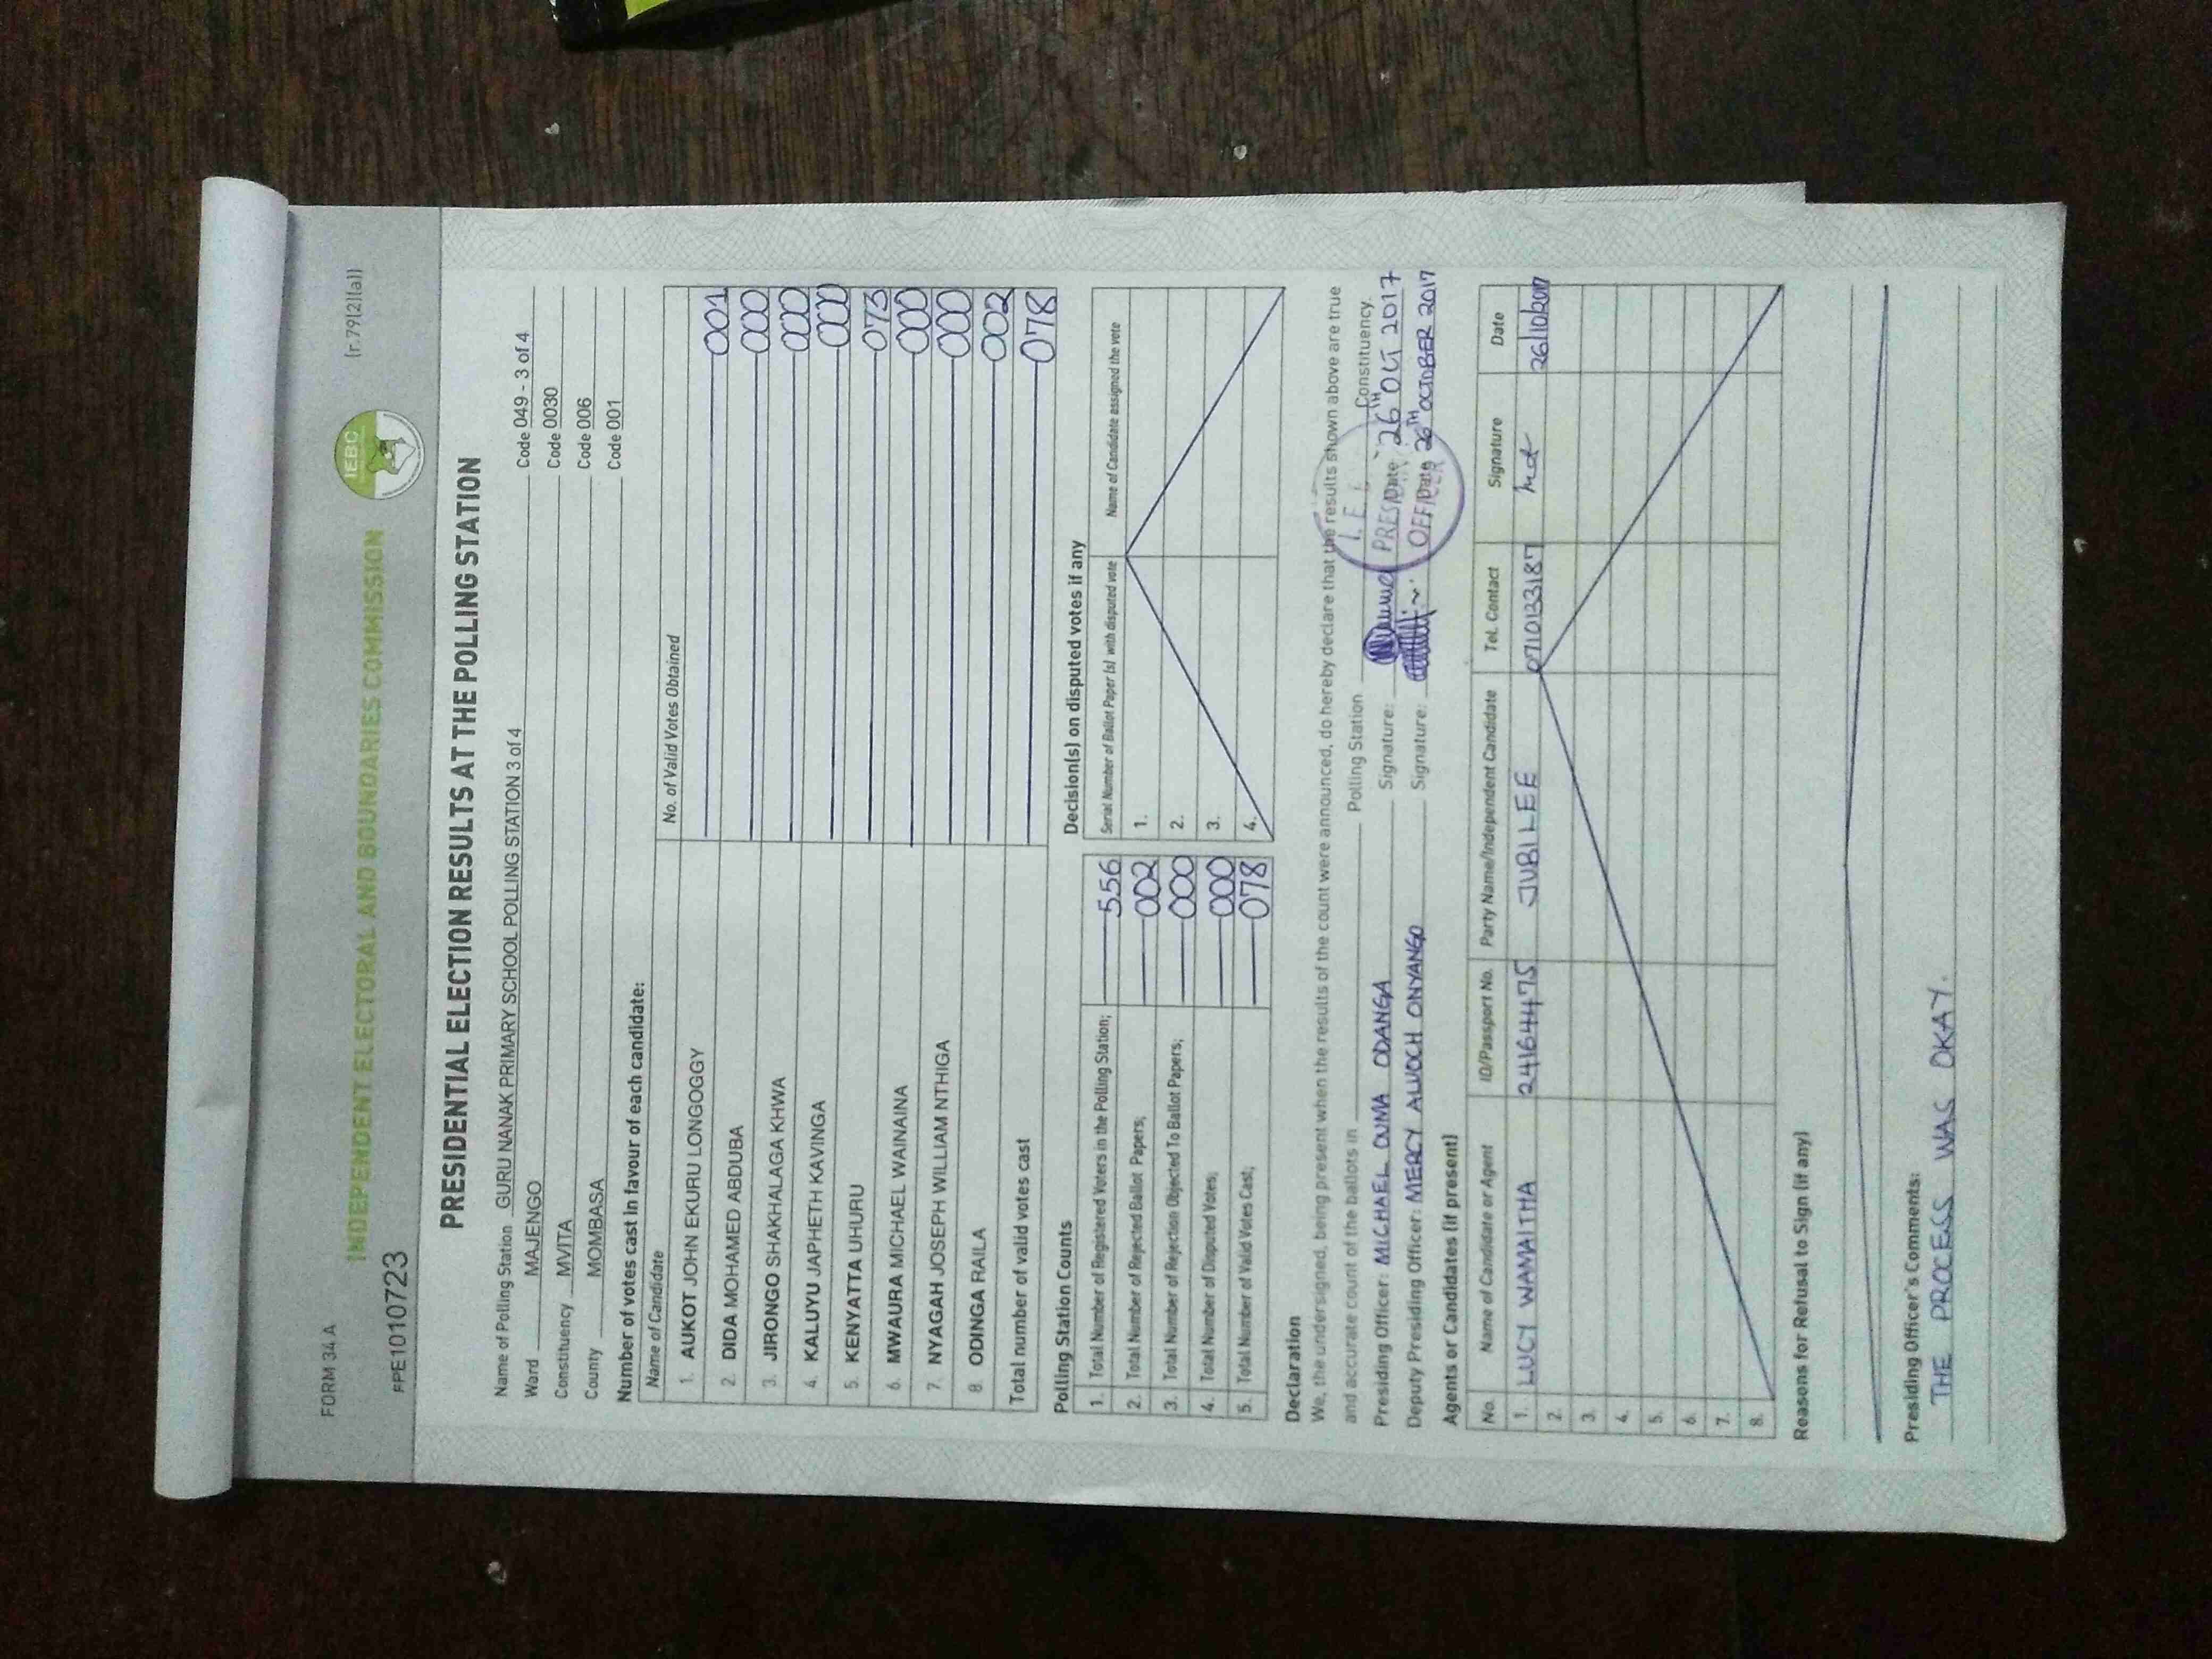 FORM 34 A
(r.79(2)(a))
INDEPENDENT ELECTORAL AND BOUNDARIES COMMISSION
IEBC
PPE1010723
PRESIDENTIAL ELECTION RESULTS AT THE POLLING STATION
Name of Polling Station GURU NANAK PRIMARY SCHOOL POLLING STATION 3 of 4 Code 049 - 3 of 4
Ward MAJENGO Code 0030
Constituency MVITA Code 006
County MOMBASA Code 001
Number of votes cast in favour of each candidate:
Name of Candidate No. of Valid Votes Obtained
1. AUKOT JOHN EKURU LONGOGGY 001
2. DIDA MOHAMED ABDUBA 000
3. JIRONGO SHAKHALAGA KHWA 000
4. KALUYU JAPHETH KAVINGA 000
5. KENYATTA UHURU 073
6. MWAURA MICHAEL WAINAINA 000
7. NYAGAH JOSEPH WILLIAM NTHIGA 000
8. ODINGA RAILA 002
Total number of valid votes cast 078
Polling Station Counts
1. Total Number of Registered Voters in the Polling Station; 556
2. Total Number of Rejected Ballot Papers; 002
3. Total Number of Rejection Objected To Ballot Papers; 000
4. Total Number of Disputed Votes; 000
5. Total Number of Valid Votes Cast; 078
Decision(s) on disputed votes if any
Serial Number of Ballot Paper (s) with disputed vote Name of Candidate assigned the vote
1.
2.
3.
4.
Declaration
We, the undersigned, being present when the results of the count were announced, do hereby declare that the results shown above are true
and accurate count of the ballots in Polling Station Constituency.
Presiding Officer: MICHAEL OUMA ODANGA Signature: Date 26TH OCT 2017
Deputy Presiding Officer: MERCY ALUOCH ONYANGO Signature: Date 26TH OCTOBER 2017
Agents or Candidates (if present)
No. Name of Candidate or Agent ID/Passport No. Party Name/Independent Candidate Tel. Contact Signature Date
1. LUCY WAMAITHA 24164475 JUBILEE 0710133187 26/10/2017
2.
3.
4.
5.
6.
7.
8.
Reasons for Refusal to Sign (if any)
Presiding Officer's Comments:
THE PROCESS WAS OKAY.